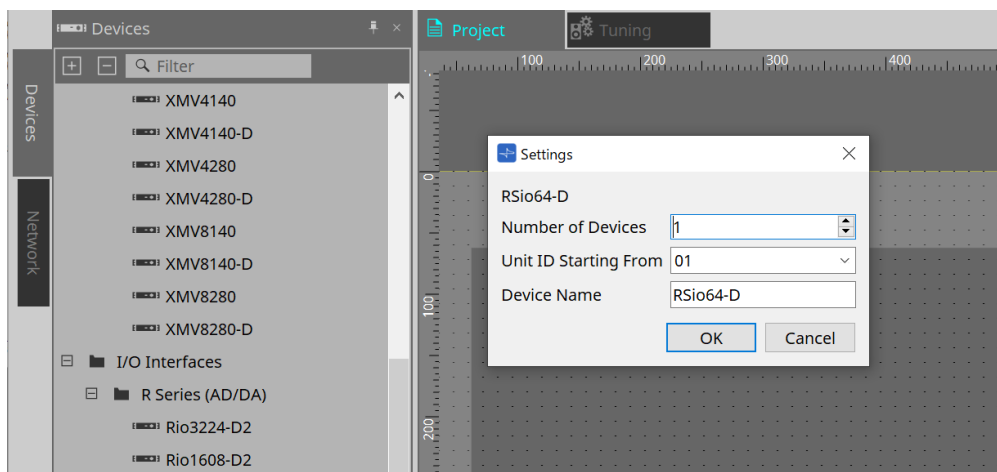 Devices
Project
Tuning
Filter
100
200
300
400
Devices
Network
XMV4140
XMV4140-D
XMV4280
XMV4280-D
XMV8140
XMV8140-D
XMV8280
XMV8280-D
I/O Interfaces
R Series (AD/DA)
Rio3224-D2
Rio1608-D2
0
100
200
Settings
RSio64-D
Number of Devices 1
Unit ID Starting From 01
Device Name RSio64-D
OK Cancel